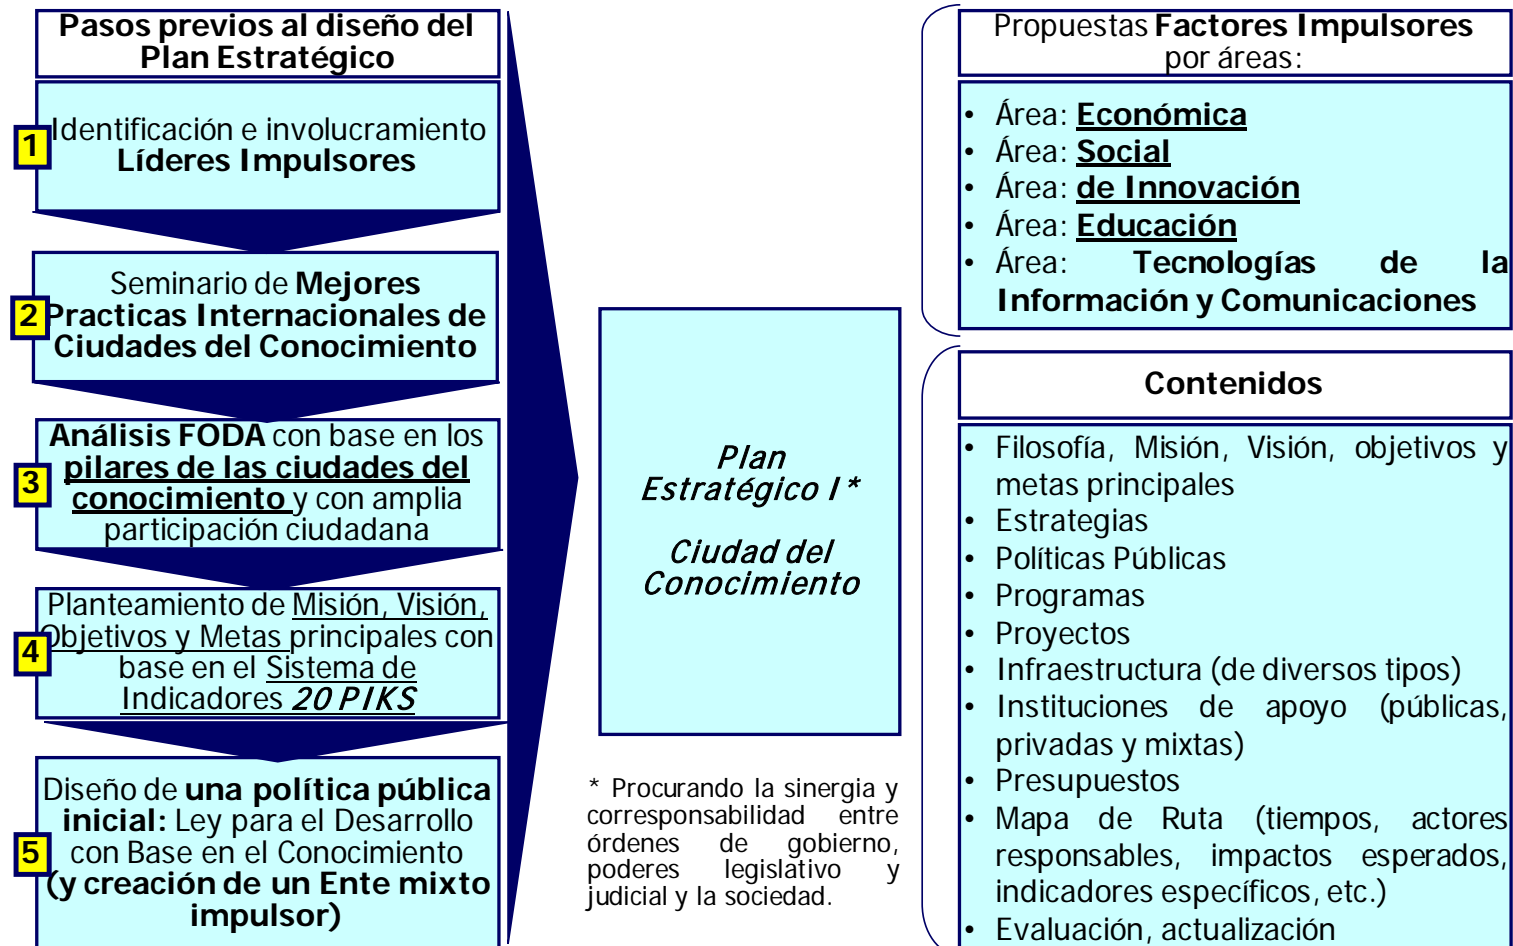 Pasos previos al diseño del
Plan Estratégico
1
Identificación e involucramiento
Líderes Impulsores
2
Seminario de Mejores
Practicas Internacionales de
Ciudades del Conocimiento
3
Análisis FODA con base en los
pilares de las ciudades del
conocimiento y con amplia
participación ciudadana
4
Planteamiento de Misión, Visión,
Objetivos y Metas principales con
base en el Sistema de
Indicadores 20 PIKS
5
Diseño de una política pública
inicial: Ley para el Desarrollo
con Base en el Conocimiento
(y creación de un Ente mixto
impulsor)
Plan
Estratégico I*
Ciudad del
Conocimiento
* Procurando la sinergia y
corresponsabilidad entre
órdenes de gobierno,
poderes legislativo y
judicial y la sociedad.
Propuestas Factores Impulsores
por áreas:
• Área: Económica
• Área: Social
• Área: de Innovación
• Área: Educación
• Área: Tecnologías de la
Información y Comunicaciones
Contenidos
• Filosofía, Misión, Visión, objetivos y
metas principales
• Estrategias
• Políticas Públicas
• Programas
• Proyectos
• Infraestructura (de diversos tipos)
• Instituciones de apoyo (públicas,
privadas y mixtas)
• Presupuestos
• Mapa de Ruta (tiempos, actores
responsables, impactos esperados,
indicadores específicos, etc.)
• Evaluación, actualización